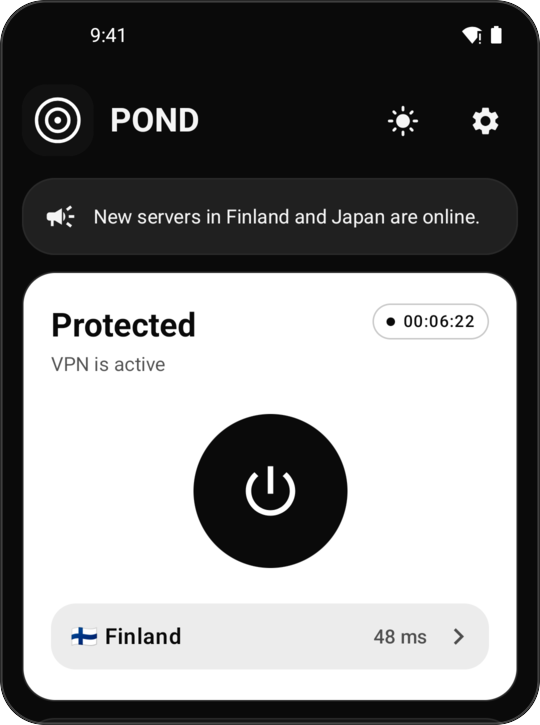 9:41
POND
New servers in Finland and Japan are online.
Protected
00:06:22
VPN is active
Finland
48 ms